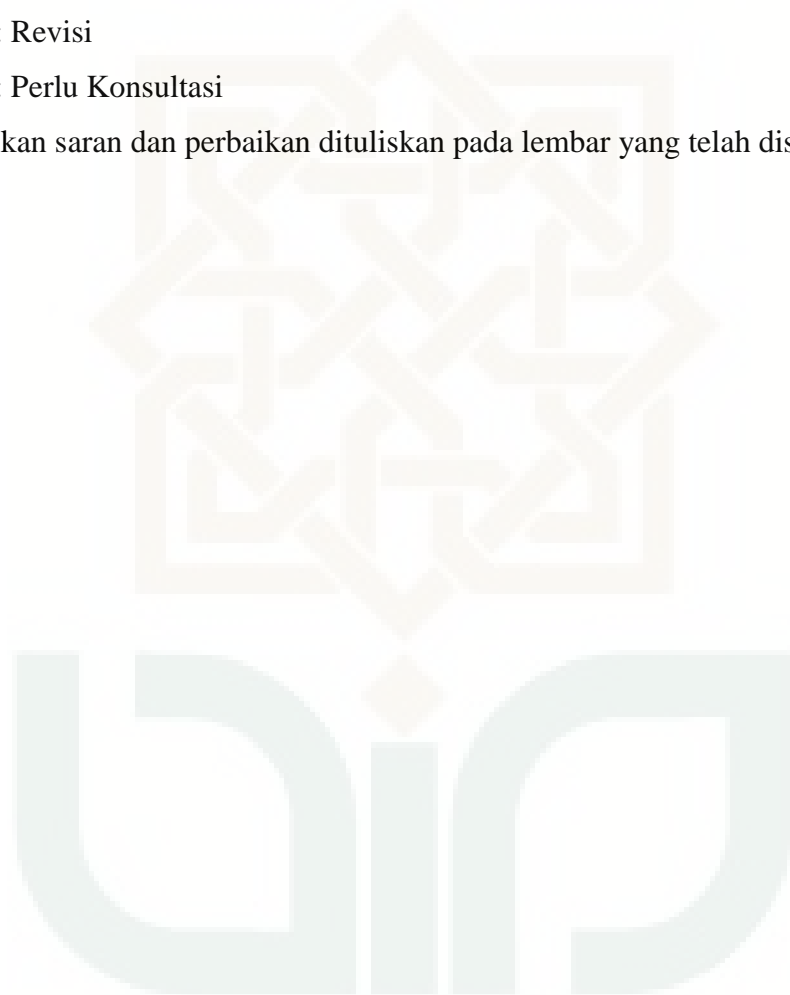 : Revisi
: Perlu Konsultasi
kan saran dan perbaikan dituliskan pada lembar yang telah dis